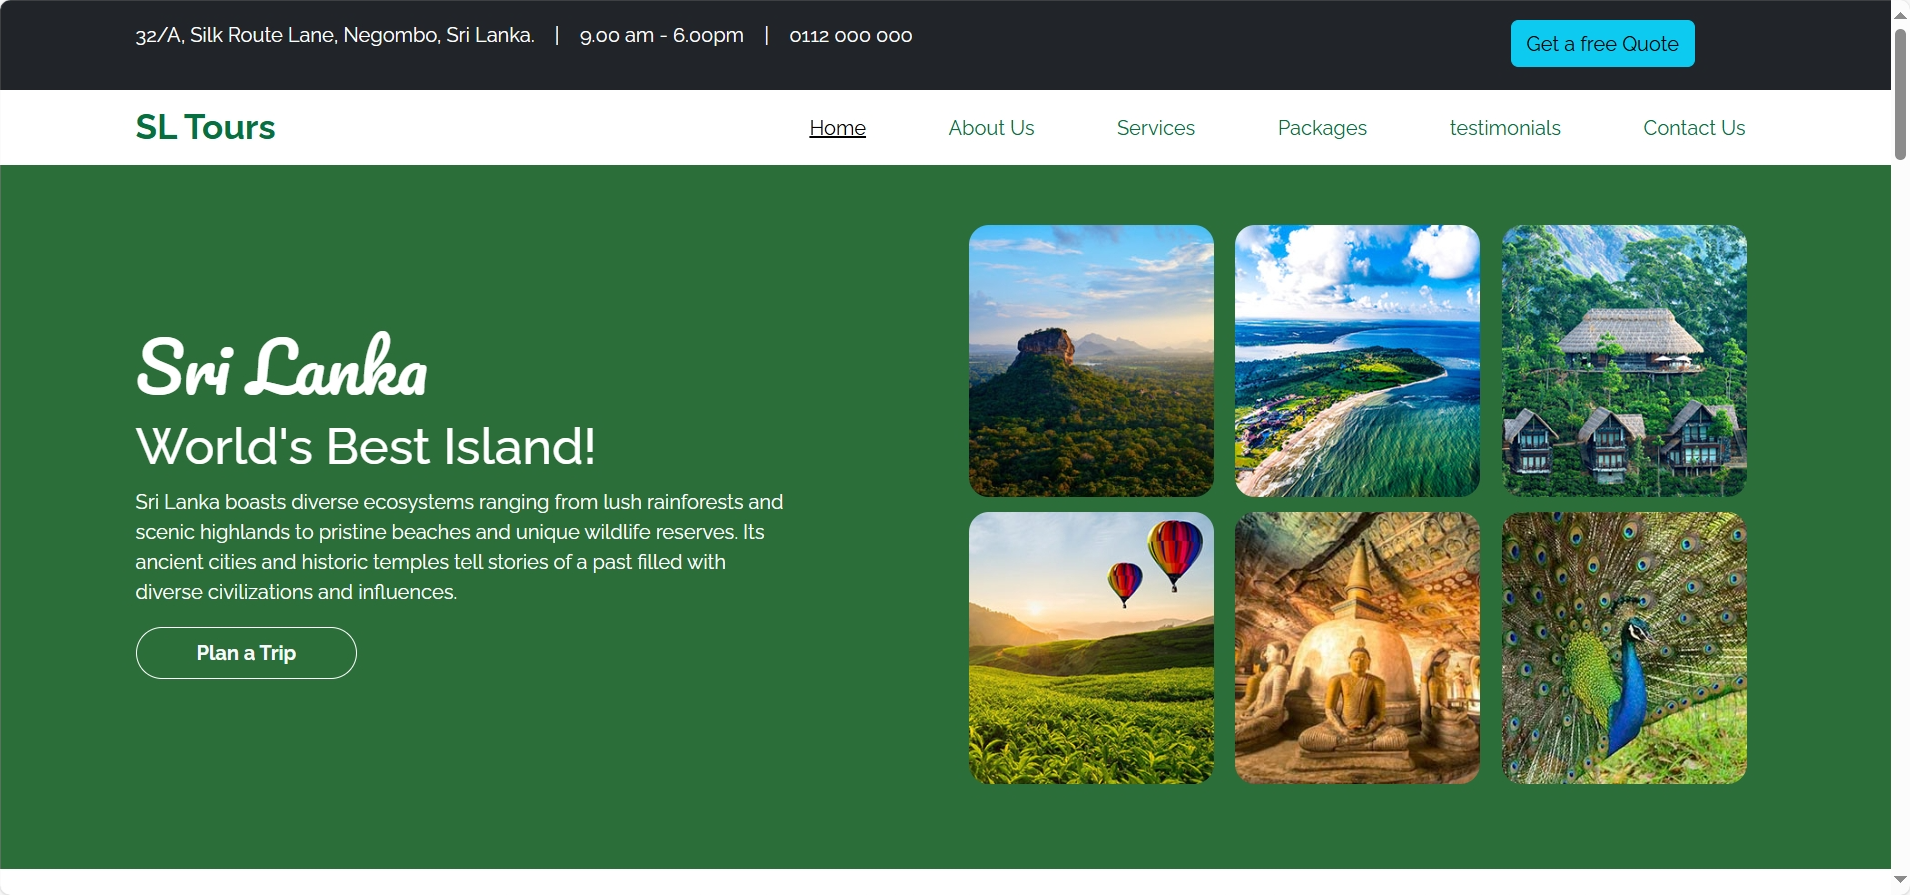 32/A, Silk Route Lane, Negombo, Sri Lanka. | 9.00 am - 6.00pm | 0112 000 000
Get a free Quote
SL Tours
Home
About Us
Services
Packages
testimonials
Contact Us
Sri Lanka
World's Best Island!
Sri Lanka boasts diverse ecosystems ranging from lush rainforests and
scenic highlands to pristine beaches and unique wildlife reserves. Its
ancient cities and historic temples tell stories of a past filled with
diverse civilizations and influences.
Plan a Trip